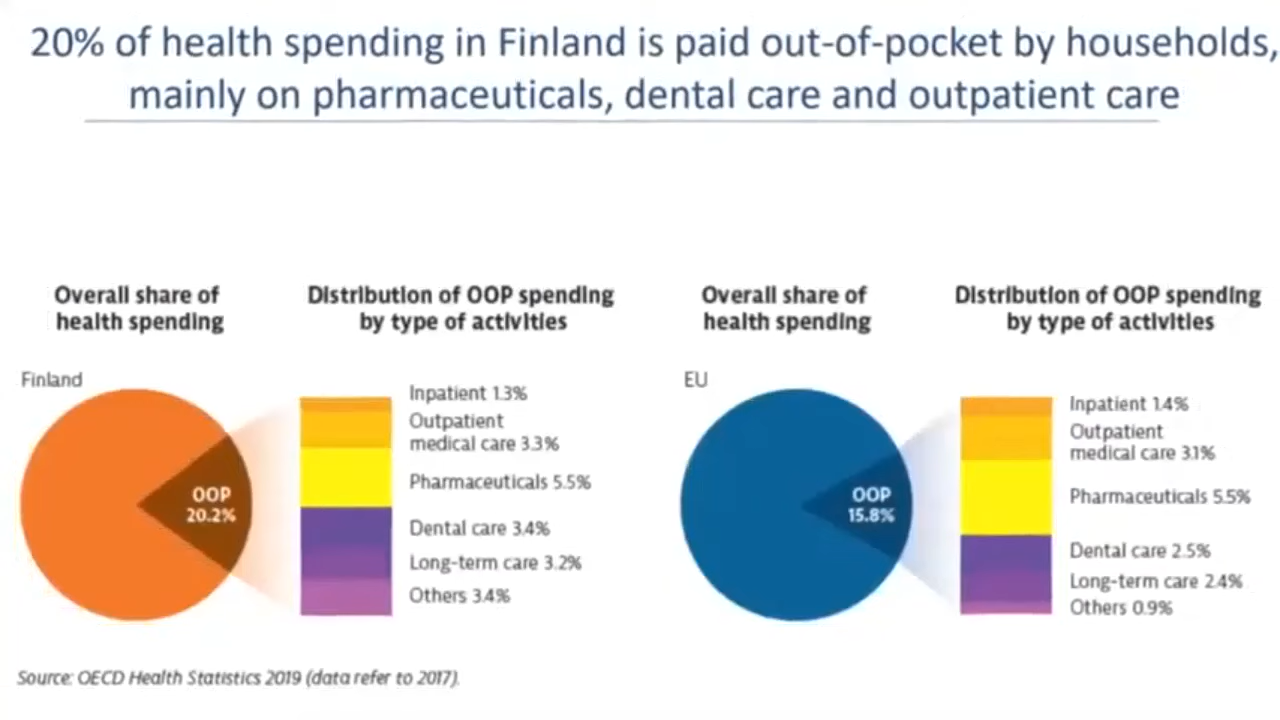 20% of health spending in Finland is paid out-of-pocket by households,
mainly on pharmaceuticals, dental care and outpatient care
Overall share of
health spending
Distribution of OOP spending
by type of activities
Finland
OOP
20.2%
Inpatient 1.3%
Outpatient
medical care 3.3%
Pharmaceuticals 5.5%
Dental care 3.4%
Long-term care 3.2%
Others 3.4%
Overall share of
health spending
Distribution of OOP spending
by type of activities
EU
OOP
15.8%
Inpatient 1.4%
Outpatient
medical care 3.1%
Pharmaceuticals 5.5%
Dental care 2.5%
Long-term care 2.4%
Others 0.9%
Source: OECD Health Statistics 2019 (data refer to 2017).